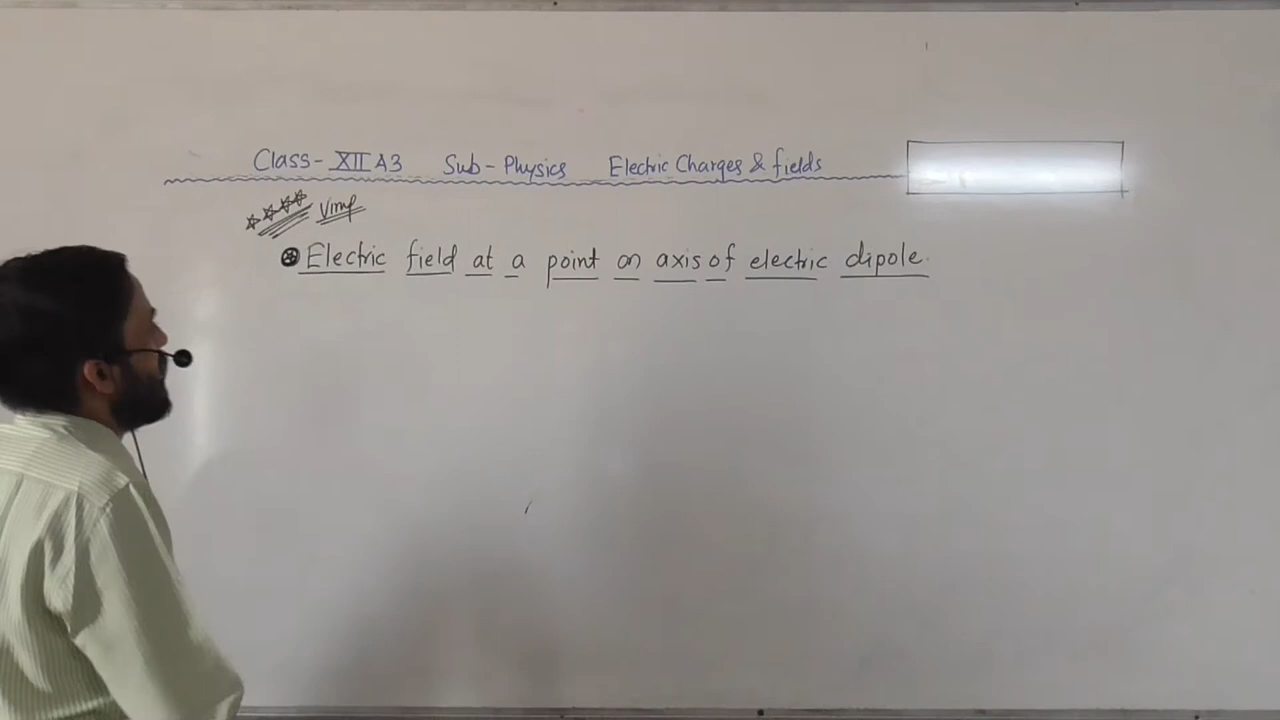 Class- XII A3 Sub- Physics Electric Charges & fields
Vimp
Electric field at a point on axis of electric dipole.